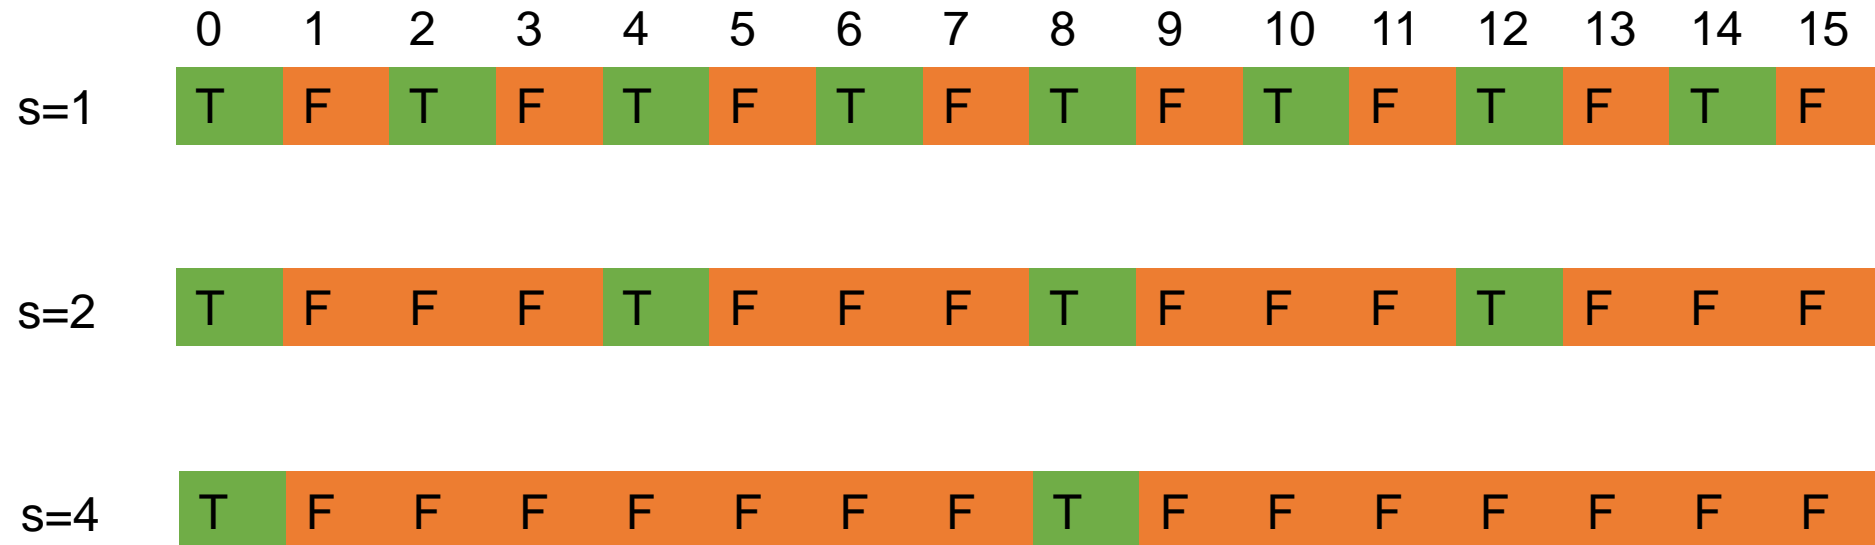 0 1 2 3 4 5 6 7 8 9 10 11 12 13 14 15
s=1 T F T F T F T F T F T F T F T F
s=2 T F F F T F F F T F F F T F F F
s=4 T F F F F F F F T F F F F F F F